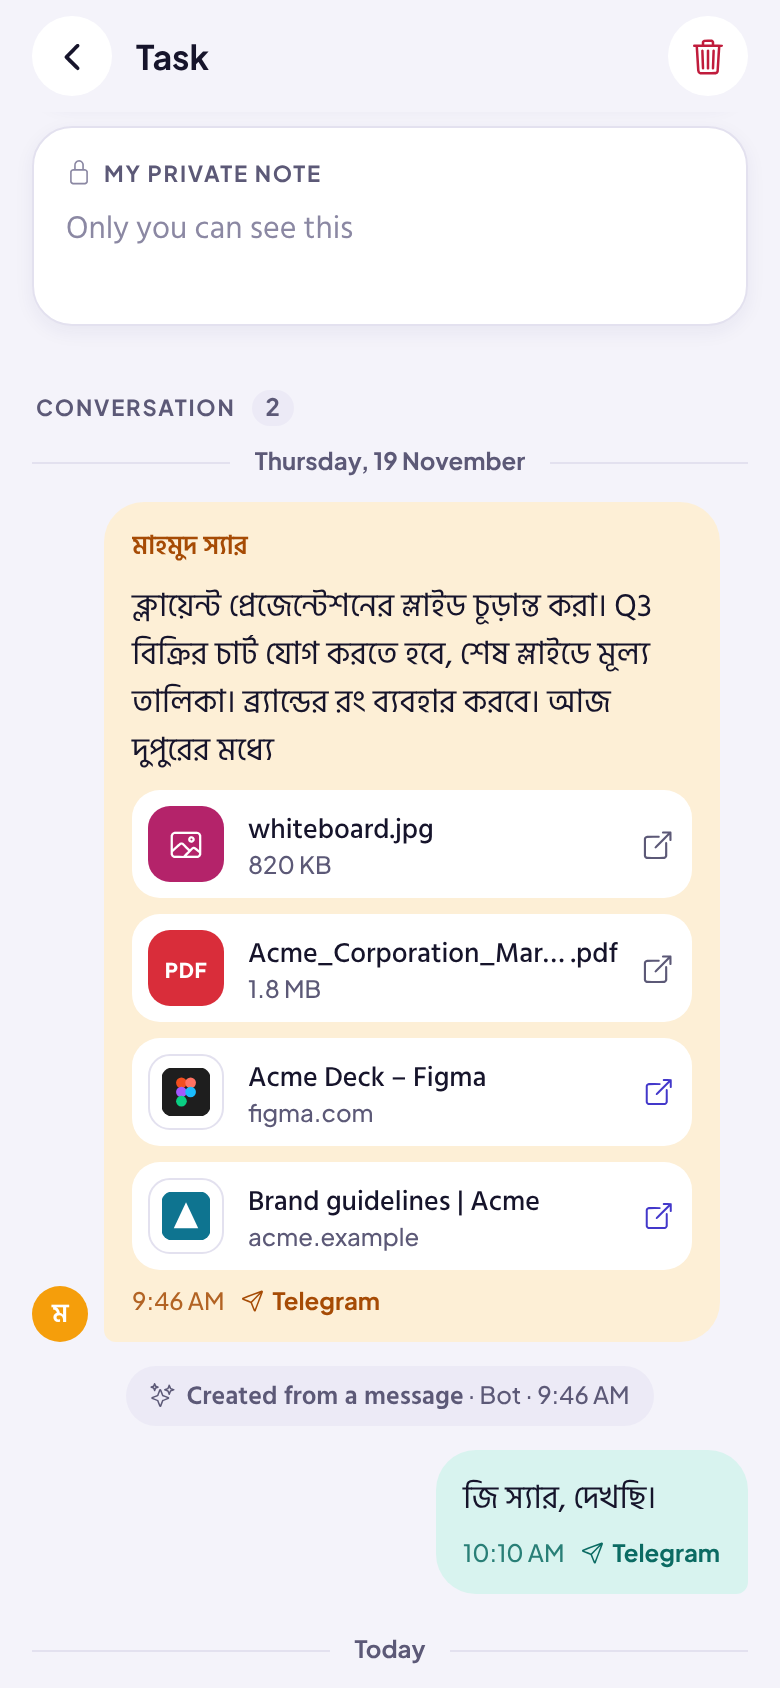 Task
MY PRIVATE NOTE
Only you can see this
CONVERSATION 2
Thursday, 19 November
মাহমুদ স্যার
ক্লায়েন্ট প্রেজেন্টেশনের স্লাইড চূড়ান্ত করা। Q3
বিক্রির চার্ট যোগ করতে হবে, শেষ স্লাইডে মূল্য
তালিকা। ব্র্যান্ডের রং ব্যবহার করবে। আজ
দুপুরের মধ্যে
whiteboard.jpg
820 KB
PDF
Acme_Corporation_Mar... .pdf
1.8 MB
Acme Deck – Figma
figma.com
Brand guidelines | Acme
acme.example
9:46 AM Telegram
ম
Created from a message · Bot · 9:46 AM
জি স্যার, দেখছি।
10:10 AM Telegram
Today